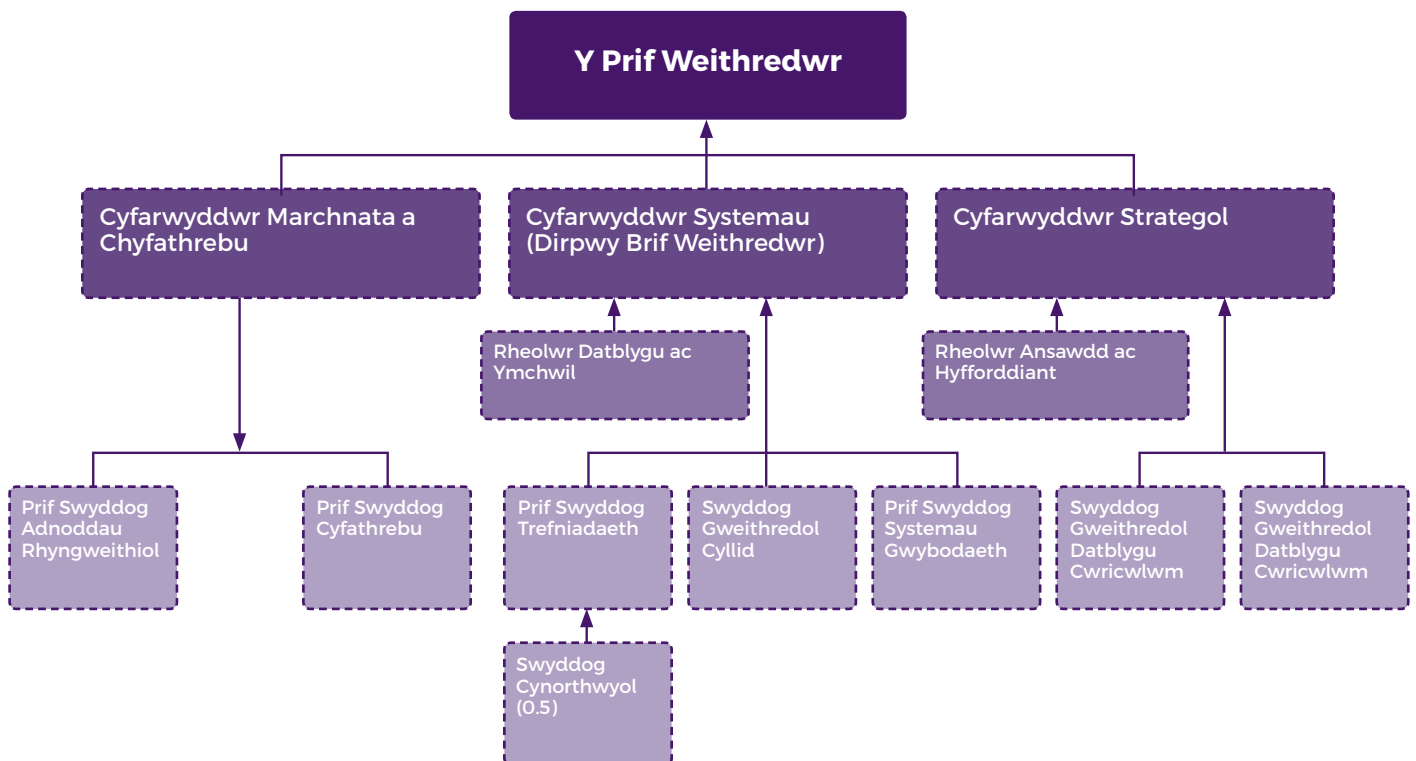 Y Prif Weithredwr
Cyfarwyddwr Marchnata a
Chyfathrebu
Cyfarwyddwr Systemau
(Dirpwy Brif Weithredwr)
Cyfarwyddwr Strategol
Rheolwr Datblygu ac
Ymchwil
Rheolwr Ansawdd ac
Hyfforddiant
Prif Swyddog
Adnoddau
Rhyngweithiol
Prif Swyddog
Cyfathrebu
Prif Swyddog
Trefniadaeth
Swyddog
Gweithredol
Cyllid
Prif Swyddog
Systemau
Gwybodaeth
Swyddog
Gweithredol
Datblygu
Cwricwlwm
Swyddog
Gweithredol
Datblygu
Cwricwlwm
Swyddog
Cynorthwyol
(0.5)